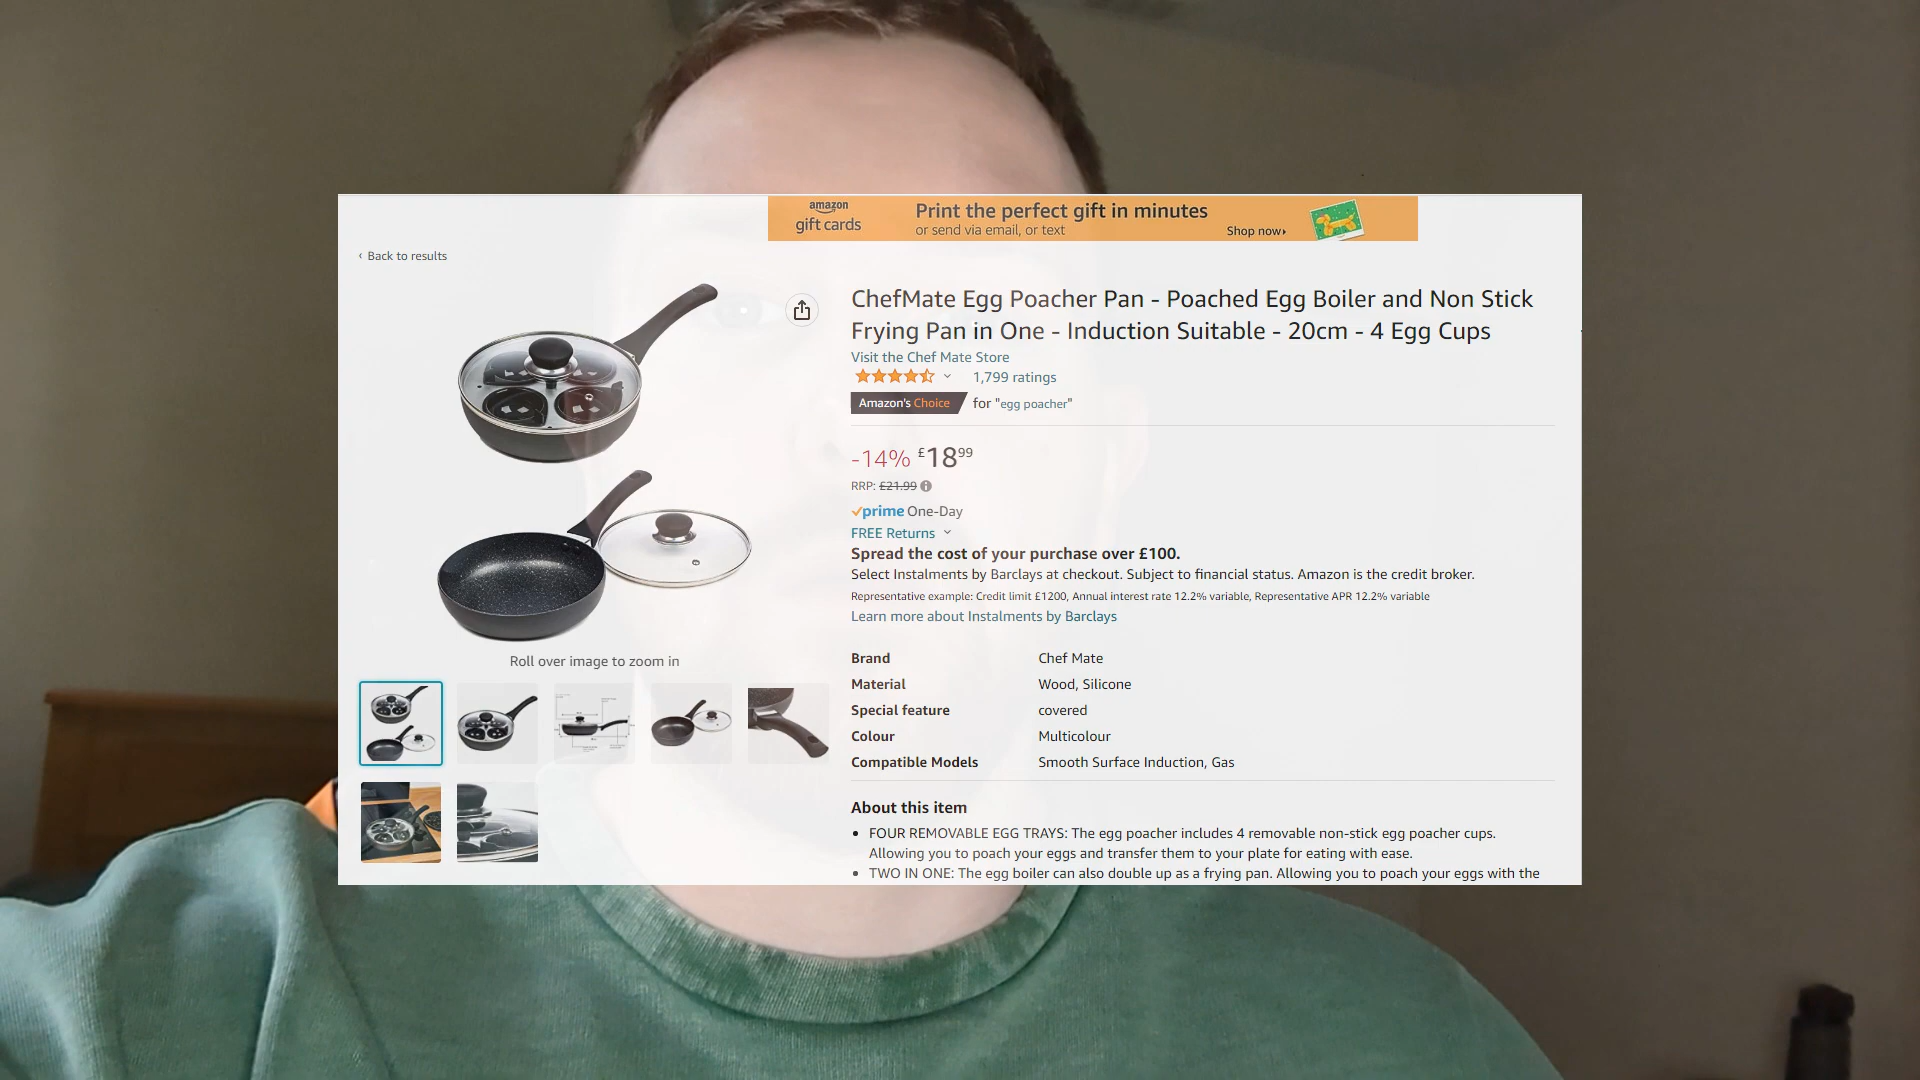 amazon
gift cards
Print the perfect gift in minutes
or send via email, or text
Shop now
‹ Back to results
ChefMate Egg Poacher Pan - Poached Egg Boiler and Non Stick
Frying Pan in One - Induction Suitable - 20cm - 4 Egg Cups
Visit the Chef Mate Store
1,799 ratings
Amazon's Choice for "egg poacher"
-14% £18.99
RRP: £21.99
prime One-Day
FREE Returns
Spread the cost of your purchase over £100.
Select Instalments by Barclays at checkout. Subject to financial status. Amazon is the credit broker.
Representative example: Credit limit £1200, Annual interest rate 12.2% variable, Representative APR 12.2% variable
Learn more about Instalments by Barclays
Roll over image to zoom in
Brand Chef Mate
Material Wood, Silicone
Special feature covered
Colour Multicolour
Compatible Models Smooth Surface Induction, Gas
About this item
• FOUR REMOVABLE EGG TRAYS: The egg poacher includes 4 removable non-stick egg poacher cups.
Allowing you to poach your eggs and transfer them to your plate for eating with ease.
• TWO IN ONE: The egg boiler can also double up as a frying pan. Allowing you to poach your eggs with the